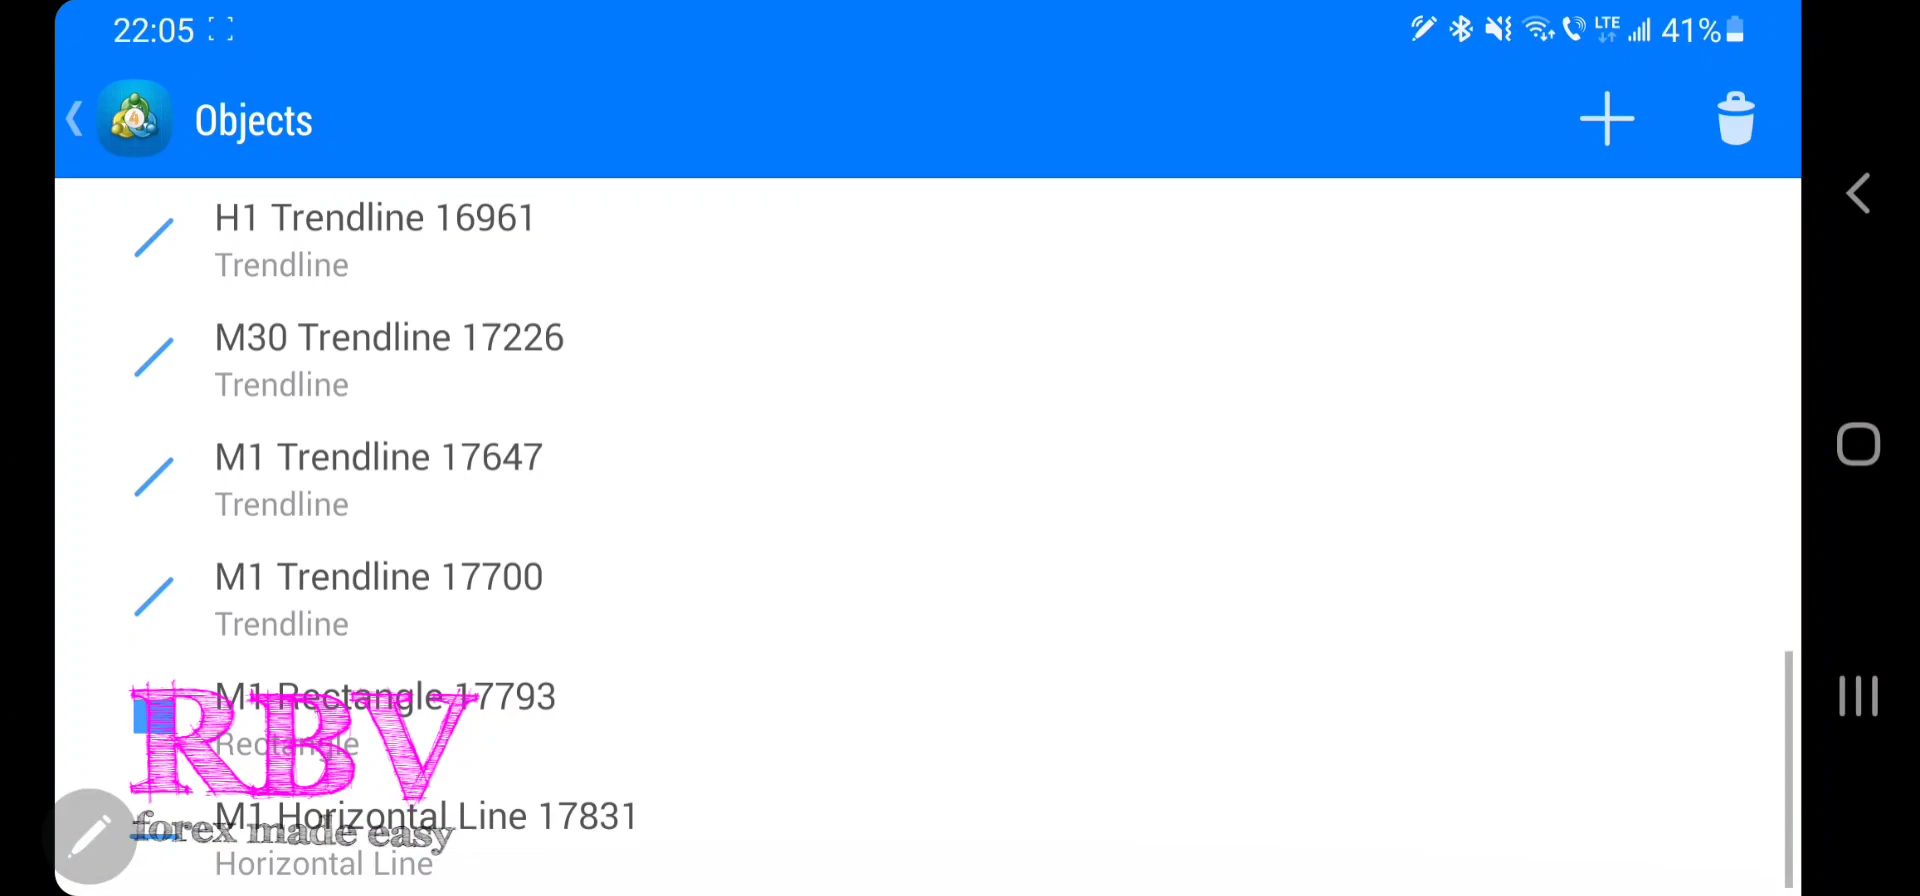 22:05
LTE 41%
Objects
H1 Trendline 16961
Trendline
M30 Trendline 17226
Trendline
M1 Trendline 17647
Trendline
M1 Trendline 17700
Trendline
M1 Rectangle 17793
Rectangle
RBV
M1 Horizontal Line 17831
forex made easy
Horizontal Line